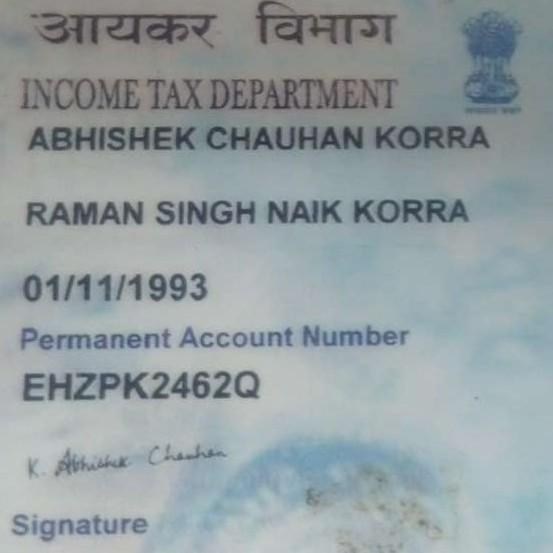 आयकर विभाग
INCOME TAX DEPARTMENT
ABHISHEK CHAUHAN KORRA
RAMAN SINGH NAIK KORRA
01/11/1993
Permanent Account Number
EHZPK2462Q
K. Abhishek Chauhan
Signature